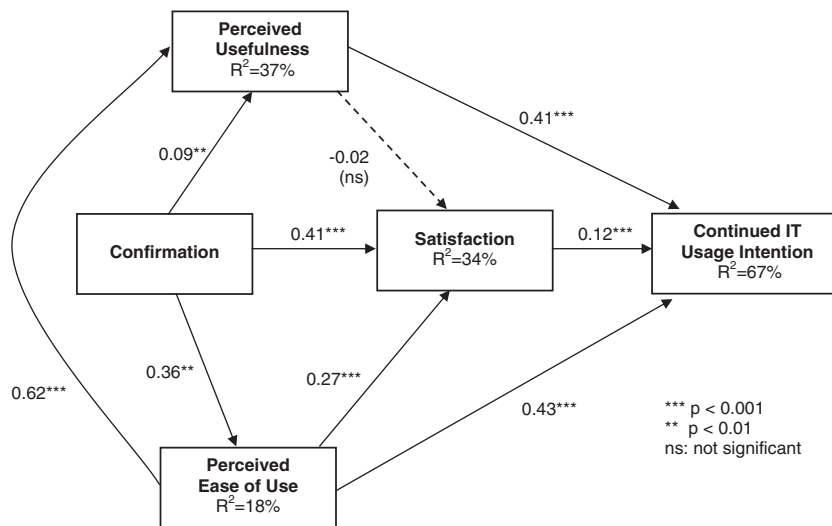 Perceived
Usefulness
R²=37%
0.41***
0.09**
-0.02
(ns)
Confirmation
0.41***
Satisfaction
R²=34%
0.12***
Continued IT
Usage Intention
R²=67%
0.62***
0.36**
0.27***
0.43***
*** p < 0.001
** p < 0.01
ns: not significant
Perceived
Ease of Use
R²=18%